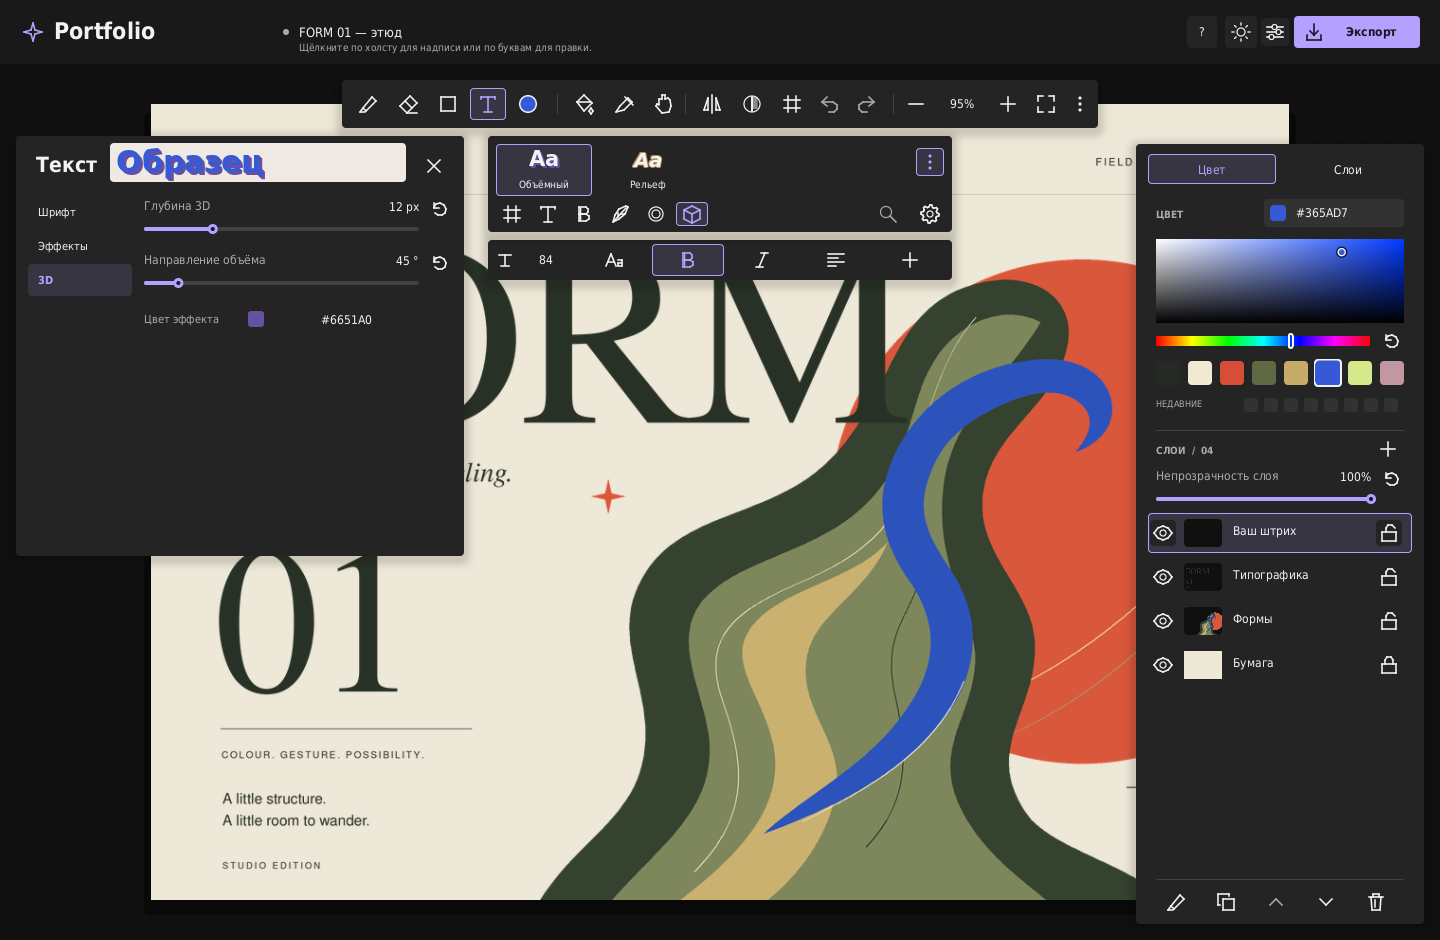 Portfolio
FORM 01 — этюд
Щёлкните по холсту для надписи или по буквам для правки.
?
Экспорт
95%
Текст
Образец
Шрифт
Эффекты
3D
Глубина 3D
12 px
Направление объёма
45 °
Цвет эффекта
#6651A0
Aa
Объёмный
Aa
Рельеф
84
Aa
B
I
FIELD
ORM
ling.
01
COLOUR. GESTURE. POSSIBILITY.
A little structure.
A little room to wander.
STUDIO EDITION
Цвет
Слои
ЦВЕТ
#365AD7
НЕДАВНИЕ
СЛОИ / 04
Непрозрачность слоя
100%
Ваш штрих
Типографика
Формы
Бумага